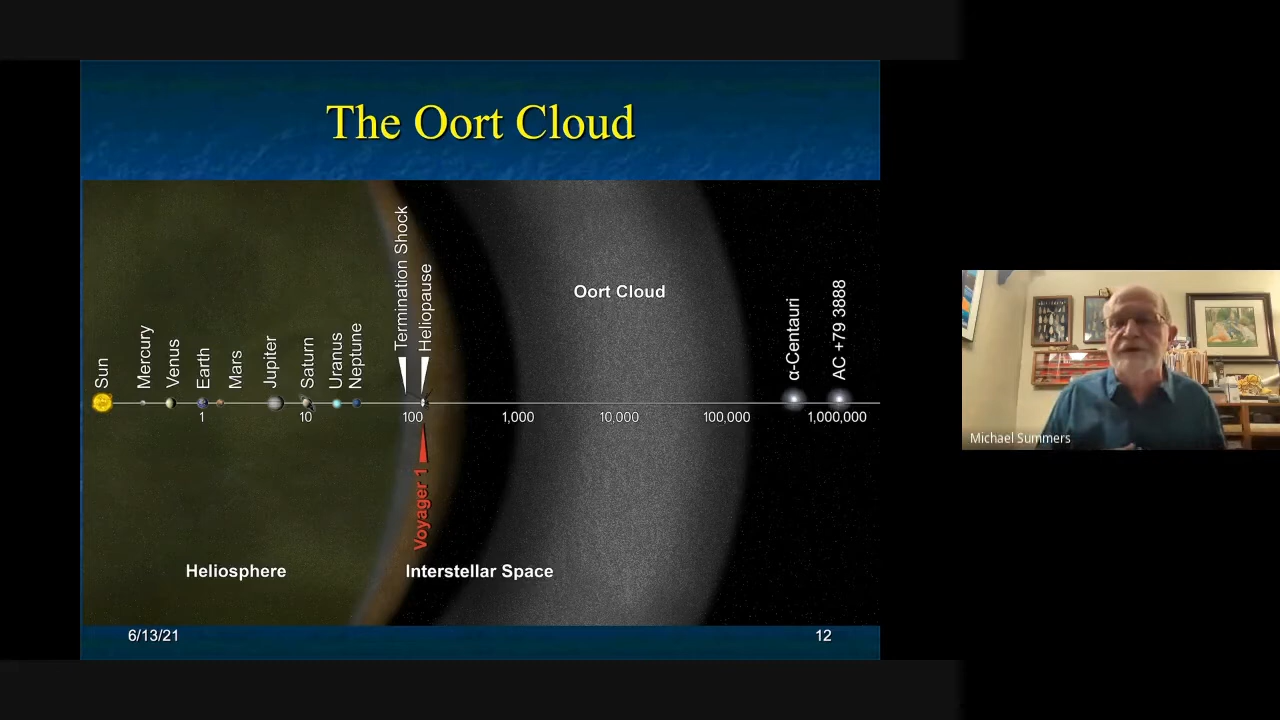 The Oort Cloud
Sun
Mercury
Venus
Earth
Mars
Jupiter
Saturn
Uranus
Neptune
Termination Shock
Heliopause
Oort Cloud
α-Centauri
AC +79 3888
1
10
100
1,000
10,000
100,000
1,000,000
Voyager 1
Heliosphere
Interstellar Space
6/13/21
12
Michael Summers